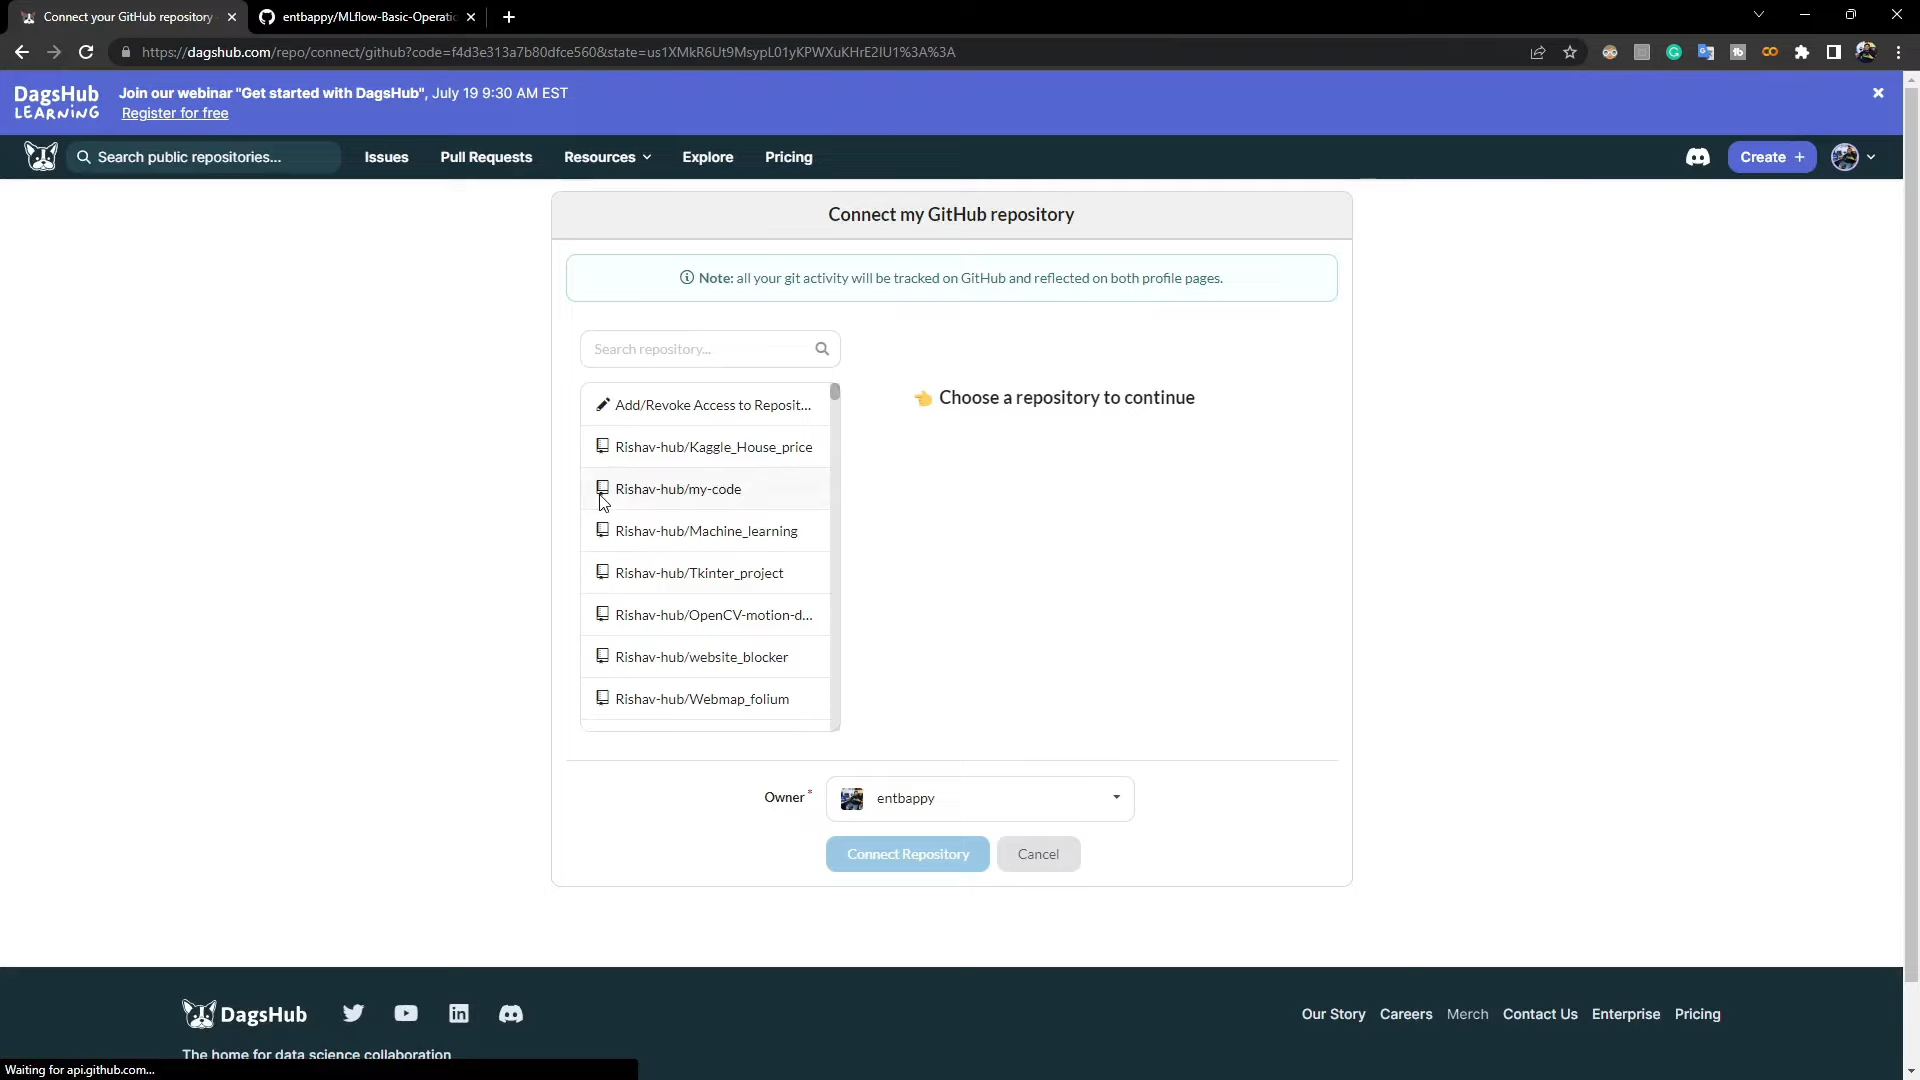 Connect your GitHub repository
entbappy/MLflow-Basic-Operatic
https://dagshub.com/repo/connect/github?code=f4d3e313a7b80dfce560&state=us1XMkR6Ut9MsypL01yKPWXuKHrE2IU1%3A%3A
DagsHub
LEARNING
Join our webinar "Get started with DagsHub", July 19 9:30 AM EST
Register for free
Search public repositories...
Issues
Pull Requests
Resources
Explore
Pricing
Create +
Connect my GitHub repository
Note: all your git activity will be tracked on GitHub and reflected on both profile pages.
Search repository...
Add/Revoke Access to Reposit...
Choose a repository to continue
Rishav-hub/Kaggle_House_price
Rishav-hub/my-code
Rishav-hub/Machine_learning
Rishav-hub/Tkinter_project
Rishav-hub/OpenCV-motion-d...
Rishav-hub/website_blocker
Rishav-hub/Webmap_folium
Owner*
entbappy
Connect Repository
Cancel
DagsHub
Our Story
Careers
Merch
Contact Us
Enterprise
Pricing
The home for data science collaboration
Waiting for api.github.com...